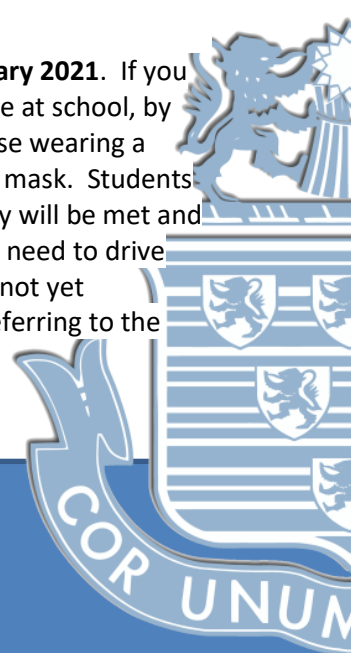 ary 2021. If you
e at school, by
se wearing a
mask. Students
y will be met and
need to drive
not yet
eferring to the
COR UNUM